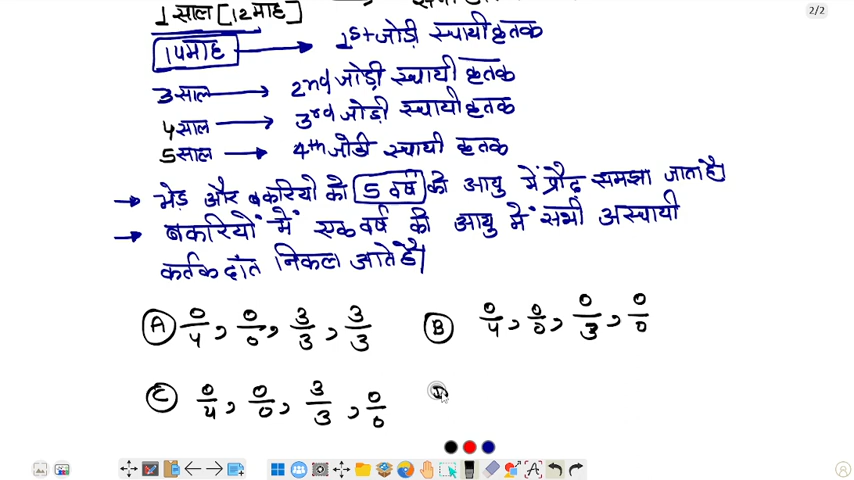 2/2
1 साल [12 माह]
14 माह → 1st जोड़ी स्थायी कृतक
3 साल → 2nd जोड़ी स्थायी कृतक
4 साल → 3rd जोड़ी स्थायी कृतक
5 साल → 4th जोडी स्थायी कृतक
→ भेड़ और बकरियो को 5 वर्ष की आयु में प्रौढ़ समझा जाता है।
→ बकरियों में एक वर्ष की आयु में सभी अस्थायी
कर्तक दांत निकल आते है।
(A) 0/4, 0/0, 3/3, 3/3 (B) 0/4, 0/0, 0/3, 0/0
(C) 0/4, 0/0, 3/3, 0/0